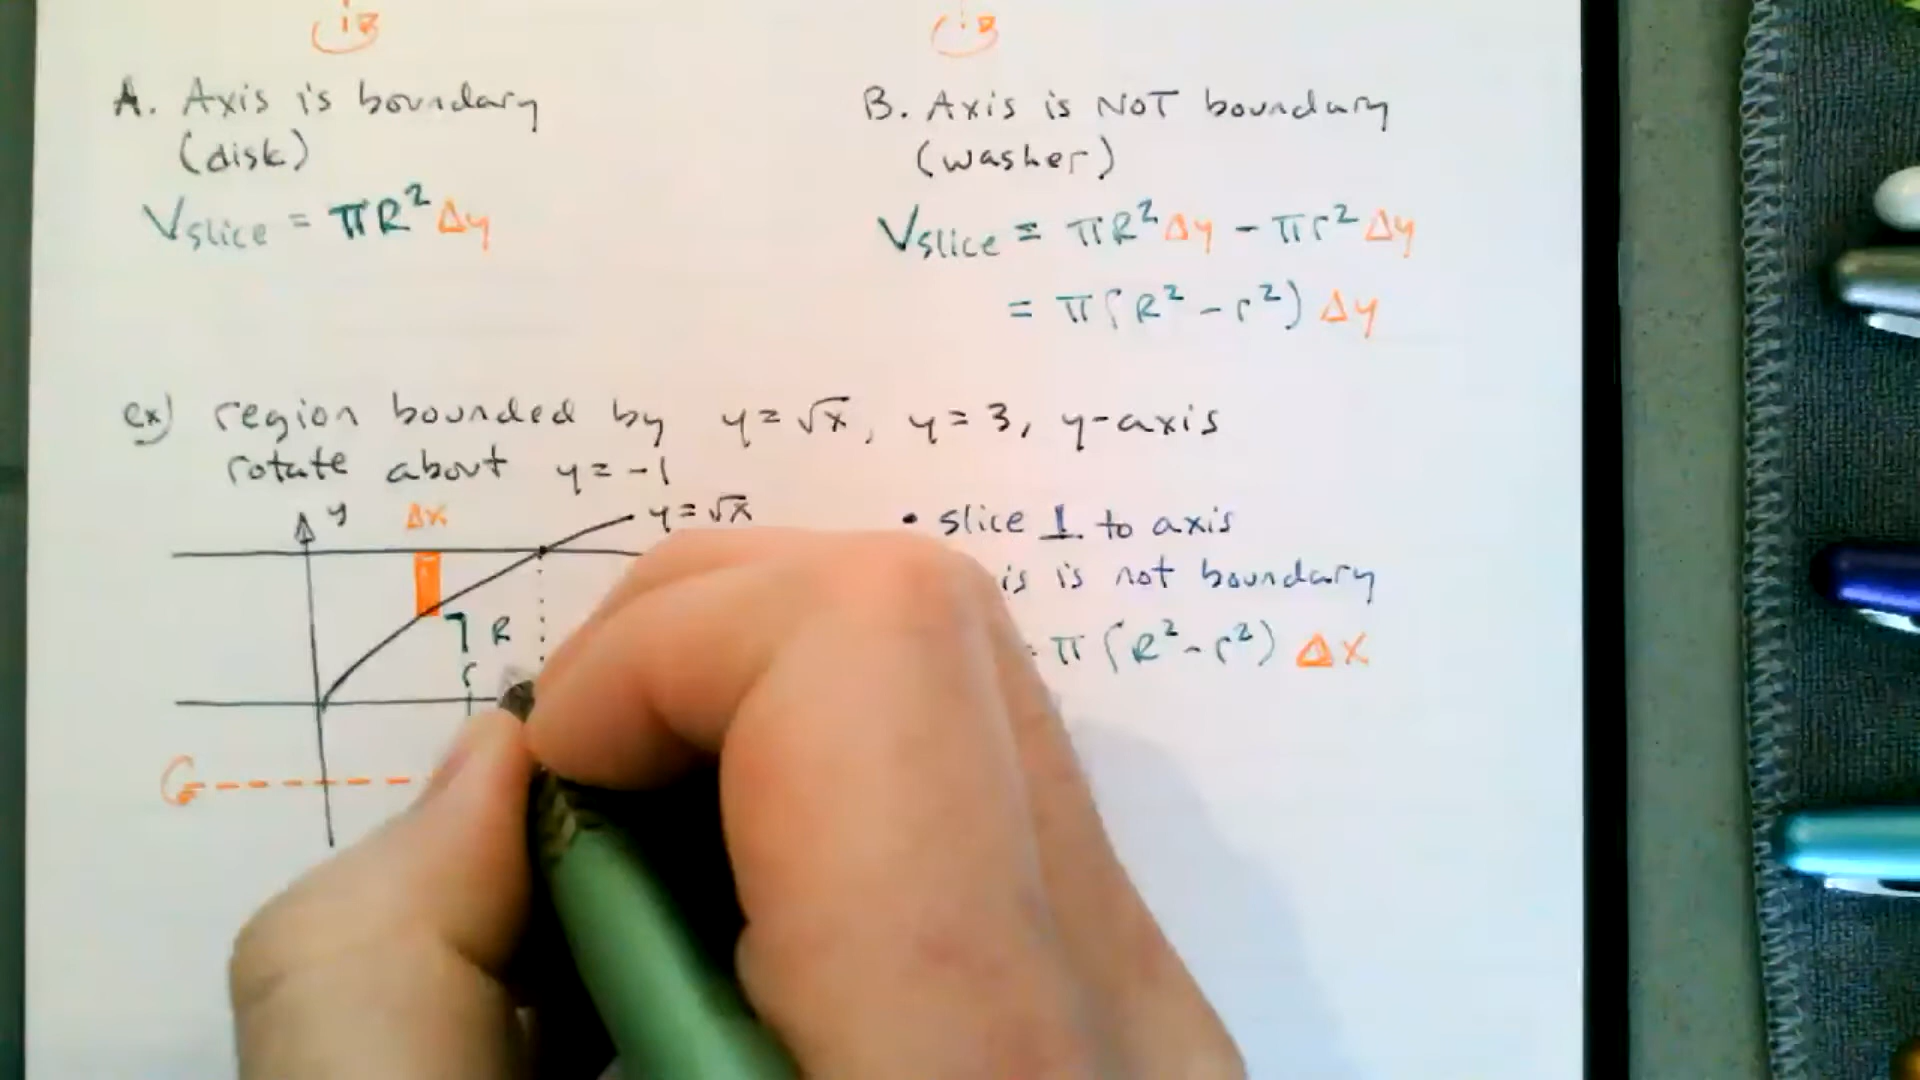 A. Axis is boundary
(disk)
Vslice = πR² Δy
B. Axis is NOT boundary
(washer)
Vslice = πR² Δy - πr² Δy
= π(R² - r²) Δy
ex) region bounded by y = √x, y = 3, y-axis
rotate about y = -1
y
Δx
y = √x
R
r
• slice ⊥ to axis
is is not boundary
π (R² - r²) Δx